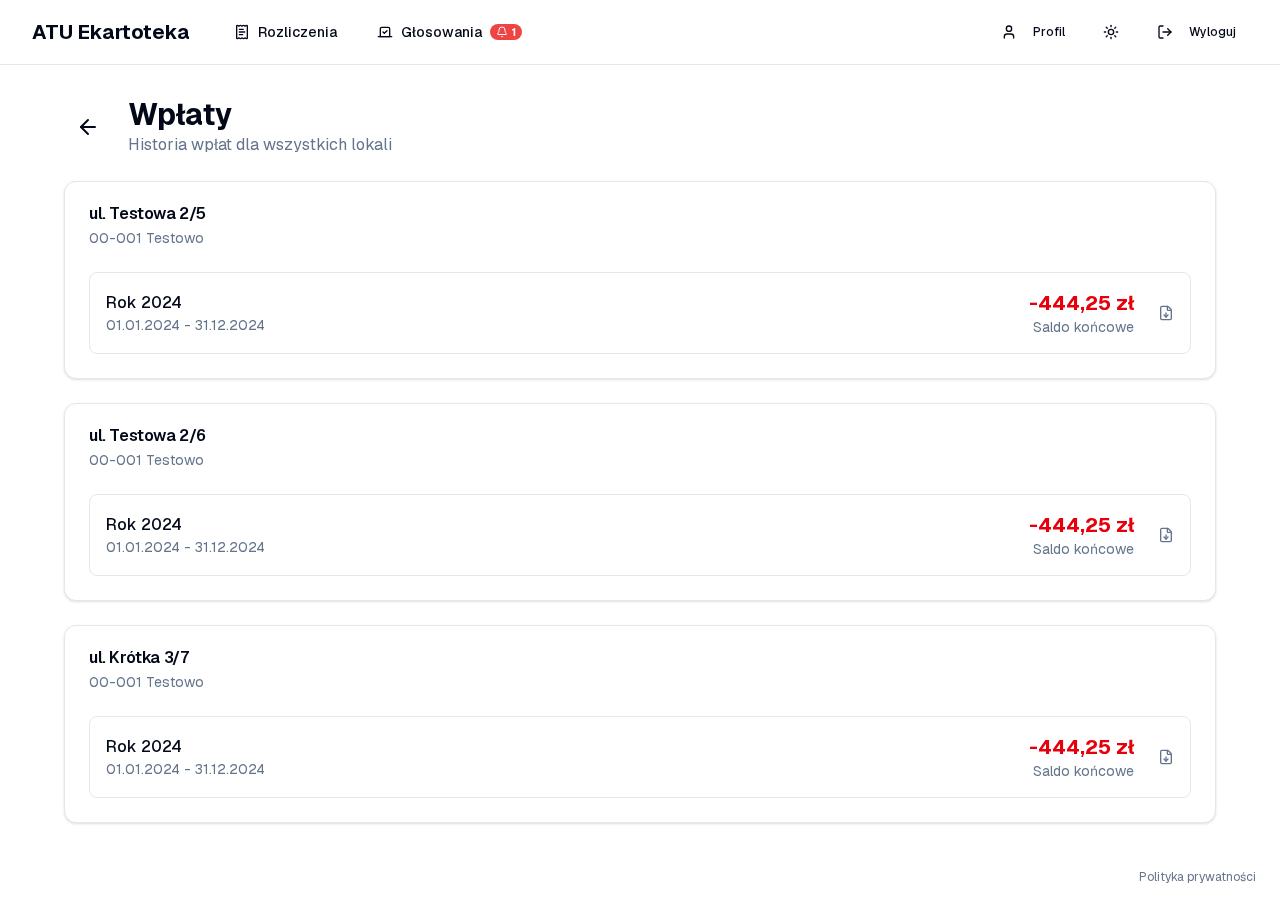 ATU Ekartoteka
Rozliczenia
Głosowania
1
Profil
Wyloguj
Wpłaty
Historia wpłat dla wszystkich lokali
ul. Testowa 2/5
00-001 Testowo
Rok 2024
01.01.2024 - 31.12.2024
-444,25 zł
Saldo końcowe
ul. Testowa 2/6
00-001 Testowo
Rok 2024
01.01.2024 - 31.12.2024
-444,25 zł
Saldo końcowe
ul. Krótka 3/7
00-001 Testowo
Rok 2024
01.01.2024 - 31.12.2024
-444,25 zł
Saldo końcowe
Polityka prywatności